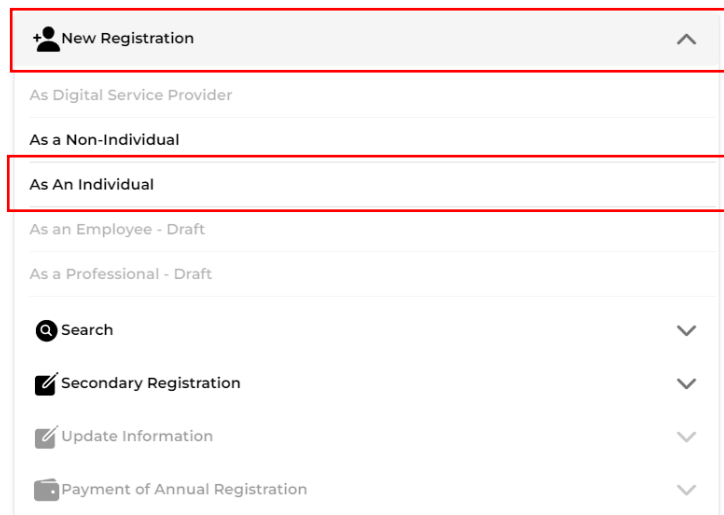 New Registration
As Digital Service Provider
As a Non-Individual
As An Individual
As an Employee - Draft
As a Professional - Draft
Search
Secondary Registration
Update Information
Payment of Annual Registration